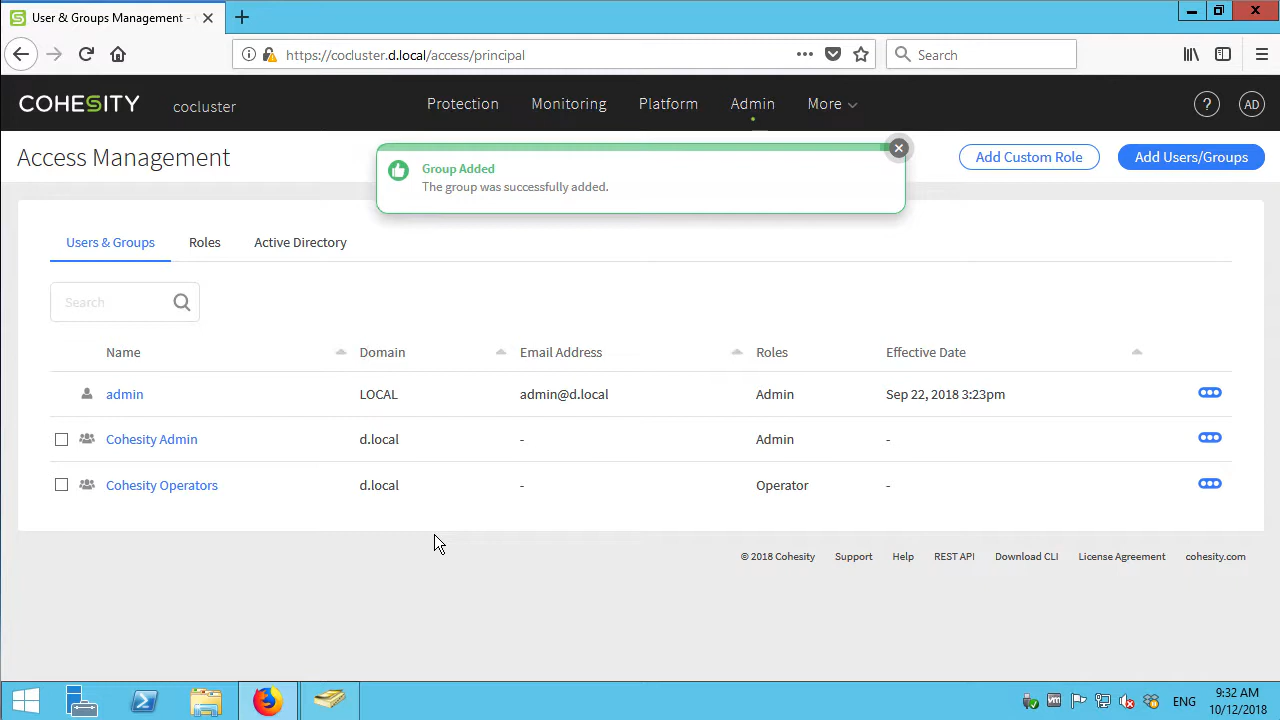 User & Groups Management -
https://cocluster.d.local/access/principal
Search
COHESITY cocluster Protection Monitoring Platform Admin More ? AD
Access Management
Group Added
The group was successfully added.
Add Custom Role
Add Users/Groups
Users & Groups Roles Active Directory
Search
Name Domain Email Address Roles Effective Date
admin LOCAL admin@d.local Admin Sep 22, 2018 3:23pm
Cohesity Admin d.local - Admin -
Cohesity Operators d.local - Operator -
© 2018 Cohesity Support Help REST API Download CLI License Agreement cohesity.com
ENG
9:32 AM
10/12/2018